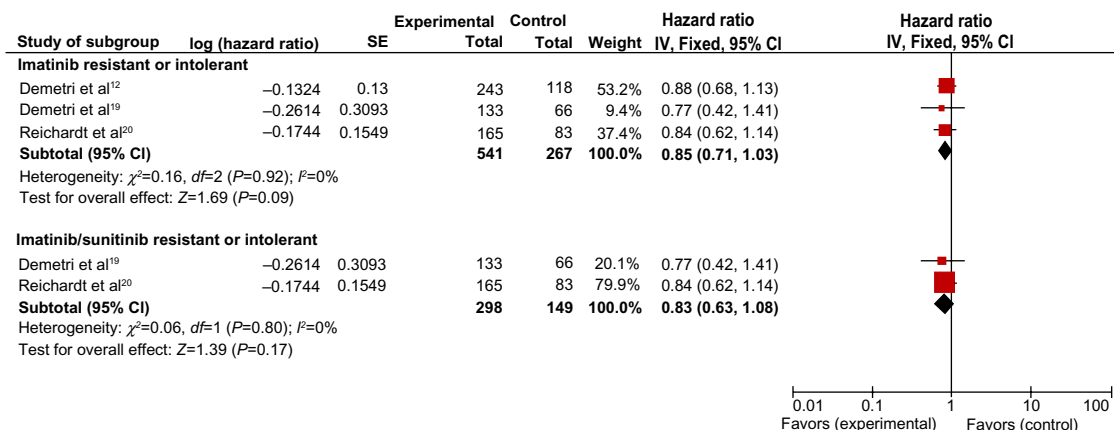 Experimental Control Hazard ratio Hazard ratio
Study of subgroup log (hazard ratio) SE Total Total Weight IV, Fixed, 95% CI IV, Fixed, 95% CI
Imatinib resistant or intolerant
Demetri et al¹² –0.1324 0.13 243 118 53.2% 0.88 (0.68, 1.13)
Demetri et al¹⁹ –0.2614 0.3093 133 66 9.4% 0.77 (0.42, 1.41)
Reichardt et al²⁰ –0.1744 0.1549 165 83 37.4% 0.84 (0.62, 1.14)
Subtotal (95% CI) 541 267 100.0% 0.85 (0.71, 1.03)
Heterogeneity: χ²=0.16, df=2 (P=0.92); I²=0%
Test for overall effect: Z=1.69 (P=0.09)
Imatinib/sunitinib resistant or intolerant
Demetri et al¹⁹ –0.2614 0.3093 133 66 20.1% 0.77 (0.42, 1.41)
Reichardt et al²⁰ –0.1744 0.1549 165 83 79.9% 0.84 (0.62, 1.14)
Subtotal (95% CI) 298 149 100.0% 0.83 (0.63, 1.08)
Heterogeneity: χ²=0.06, df=1 (P=0.80); I²=0%
Test for overall effect: Z=1.39 (P=0.17)
0.01 0.1 1 10 100
Favors (experimental) Favors (control)